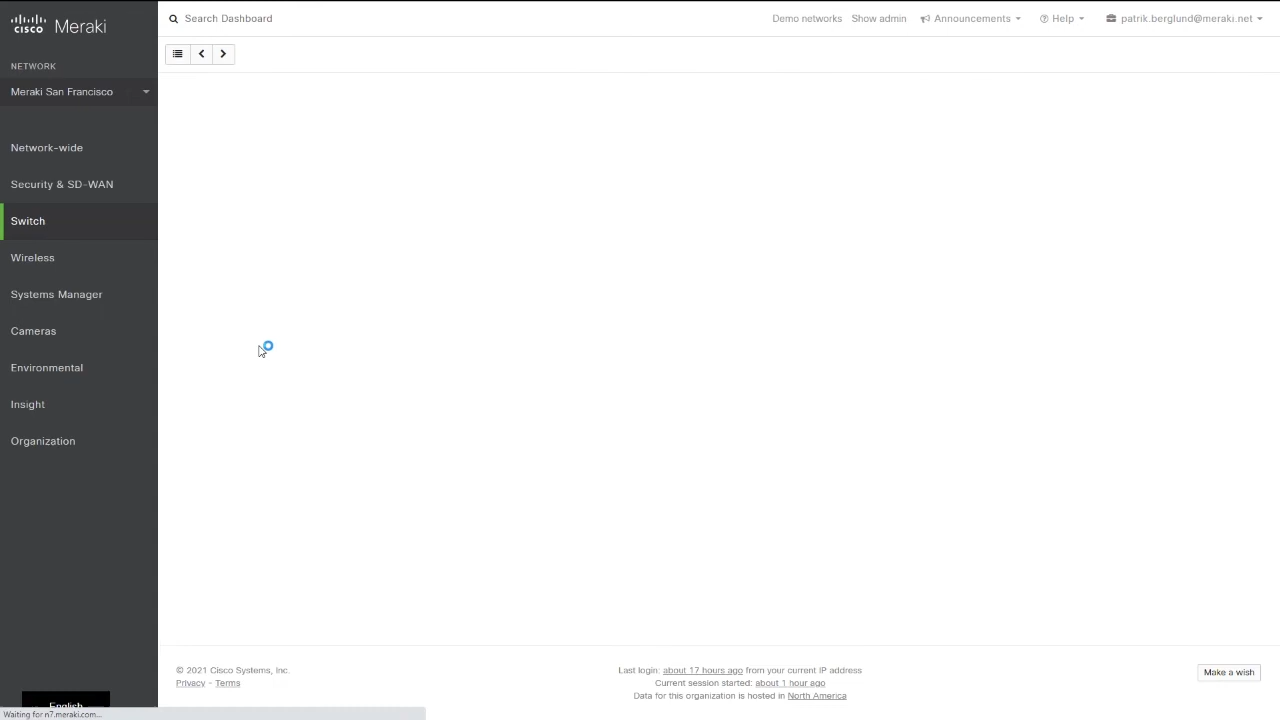 cisco Meraki
Search Dashboard
Demo networks Show admin Announcements Help patrik.berglund@meraki.net
NETWORK
Meraki San Francisco
Network-wide
Security & SD-WAN
Switch
Wireless
Systems Manager
Cameras
Environmental
Insight
Organization
© 2021 Cisco Systems, Inc.
Privacy - Terms
Last login: about 17 hours ago from your current IP address
Current session started: about 1 hour ago
Data for this organization is hosted in North America
Make a wish
English
Waiting for n7.meraki.com...